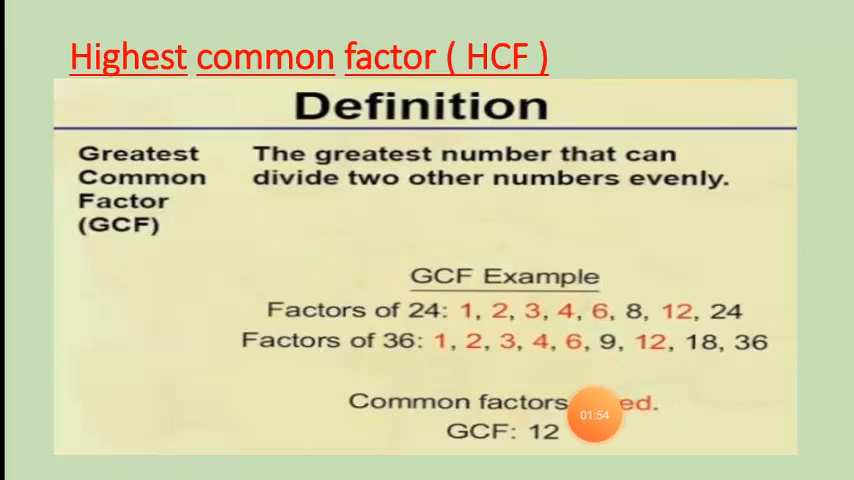 Highest common factor ( HCF )
Definition
Greatest Common Factor (GCF)
The greatest number that can
divide two other numbers evenly.
GCF Example
Factors of 24: 1, 2, 3, 4, 6, 8, 12, 24
Factors of 36: 1, 2, 3, 4, 6, 9, 12, 18, 36
Common factors ed.
01:54
GCF: 12